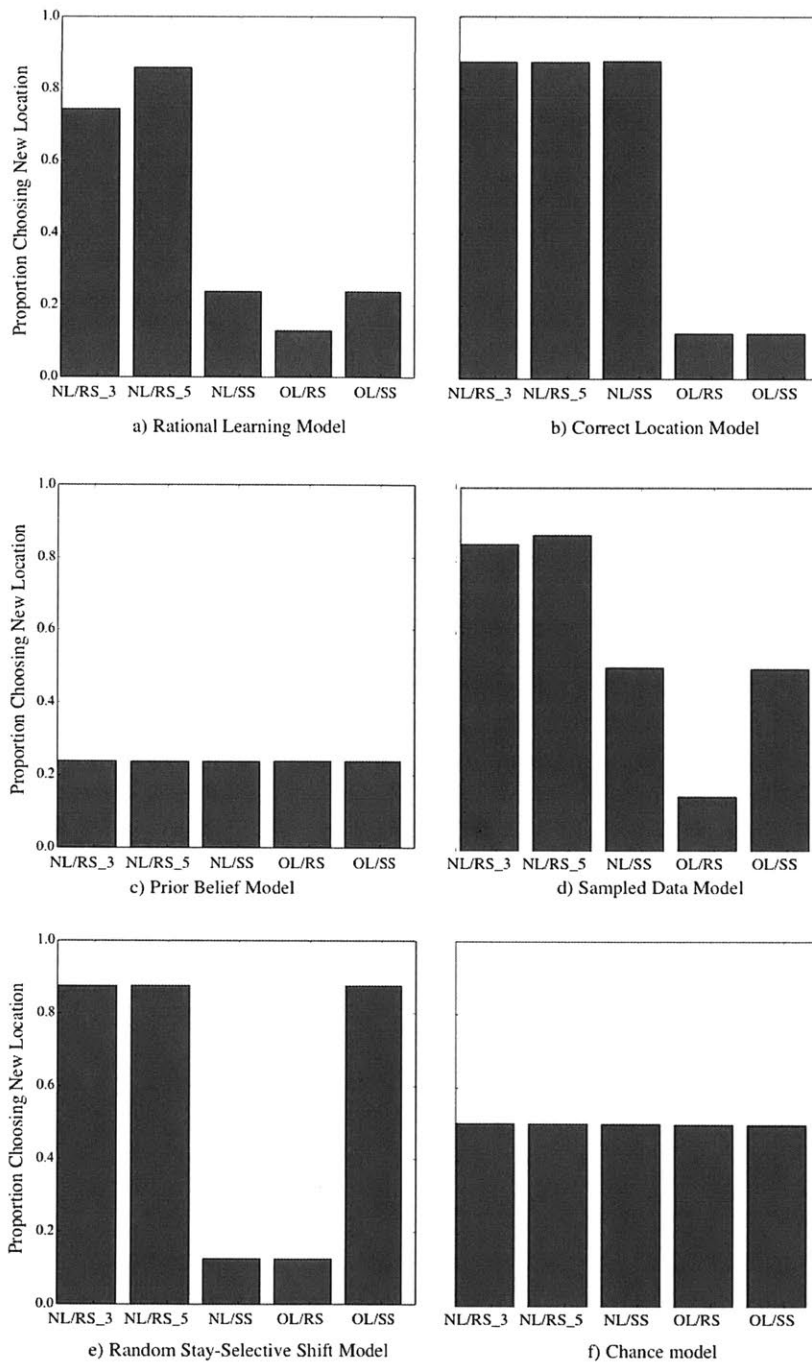 Proportion Choosing New Location
1.0
0.8
0.6
0.4
0.2
0.0
NL/RS_3 NL/RS_5 NL/SS OL/RS OL/SS
a) Rational Learning Model
NL/RS_3 NL/RS_5 NL/SS OL/RS OL/SS
b) Correct Location Model
Proportion Choosing New Location
1.0
0.8
0.6
0.4
0.2
0.0
NL/RS_3 NL/RS_5 NL/SS OL/RS OL/SS
c) Prior Belief Model
NL/RS_3 NL/RS_5 NL/SS OL/RS OL/SS
d) Sampled Data Model
Proportion Choosing New Location
1.0
0.8
0.6
0.4
0.2
0.0
NL/RS_3 NL/RS_5 NL/SS OL/RS OL/SS
e) Random Stay-Selective Shift Model
NL/RS_3 NL/RS_5 NL/SS OL/RS OL/SS
f) Chance model